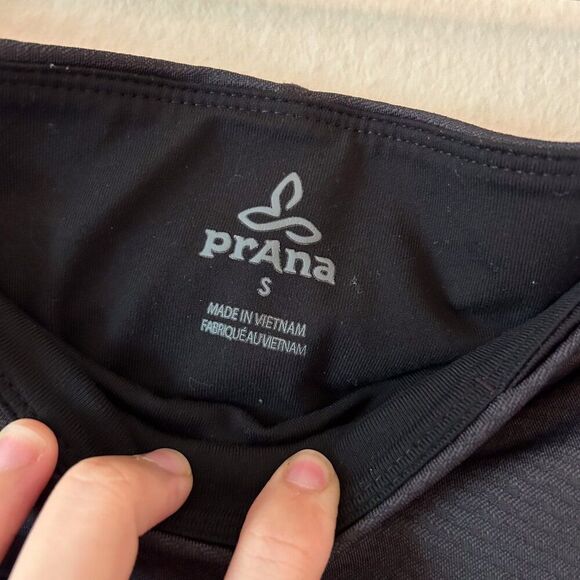 prAna
S
MADE IN VIETNAM
FABRIQUÉ AU VIETNAM